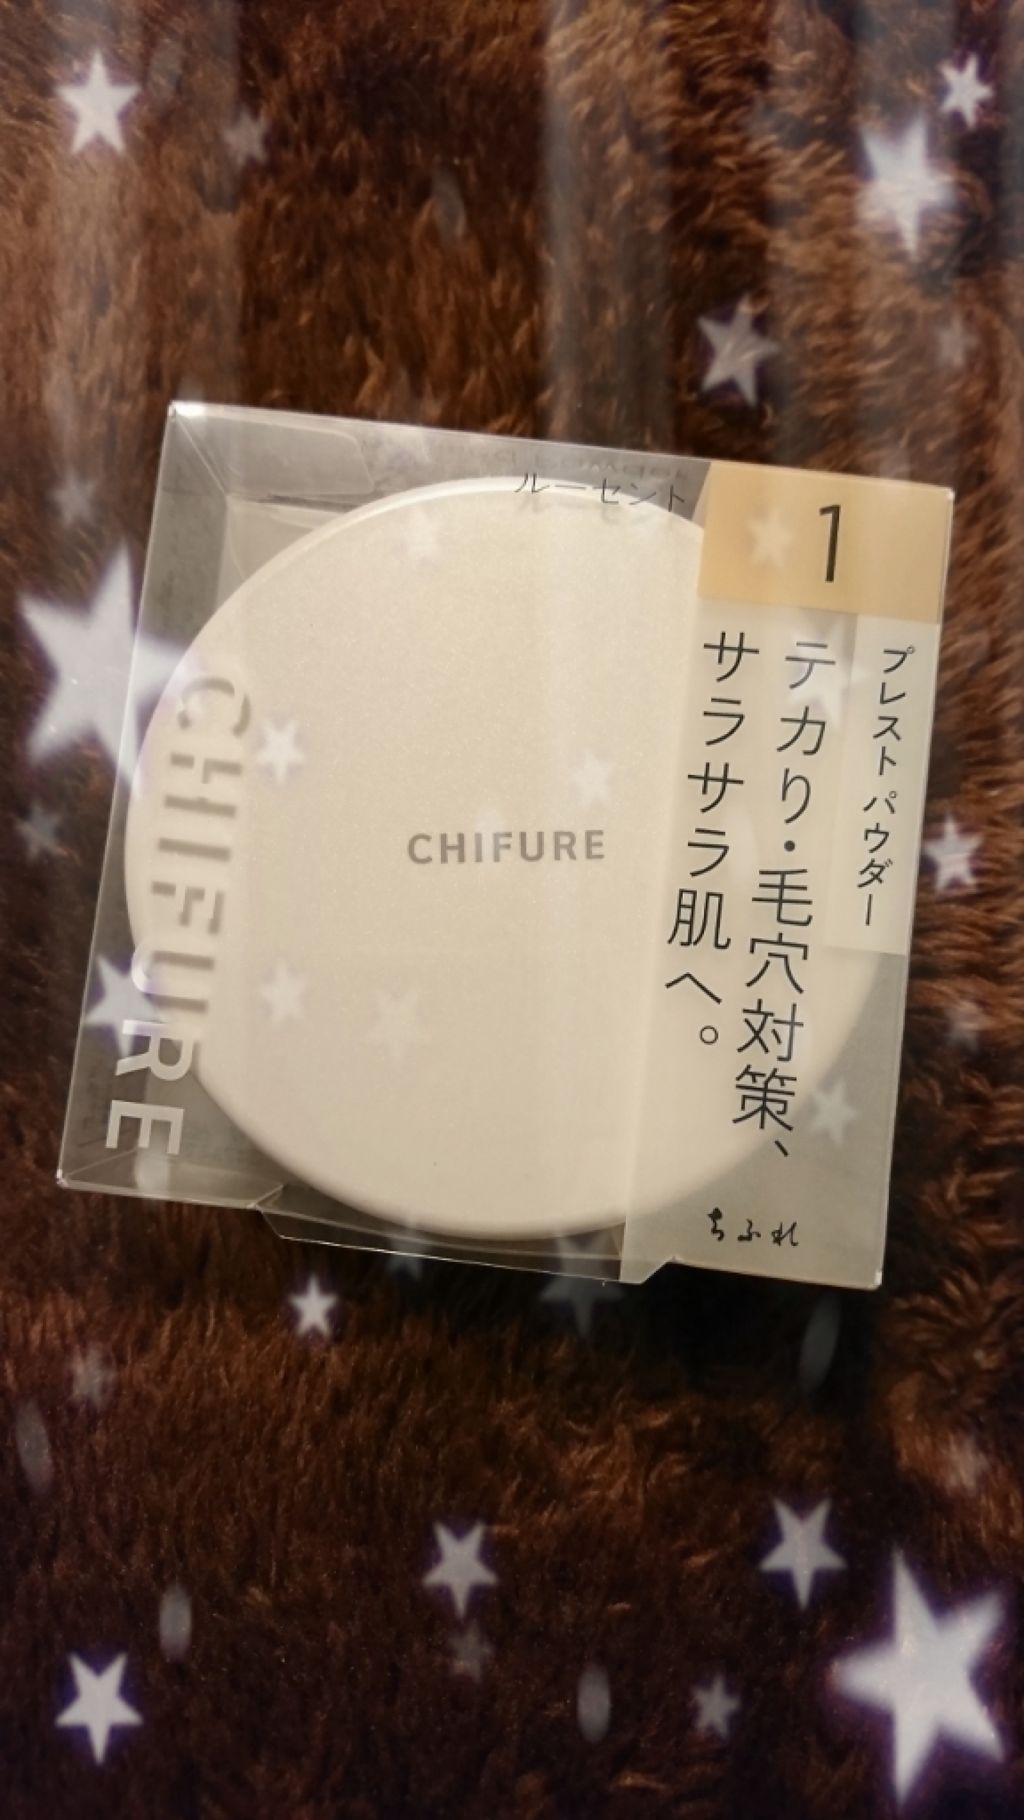 ルーセント
1
プレスト パウダー
テカり・毛穴対策、
サラサラ肌へ。
ちふれ
CHIFURE
CHIFURE